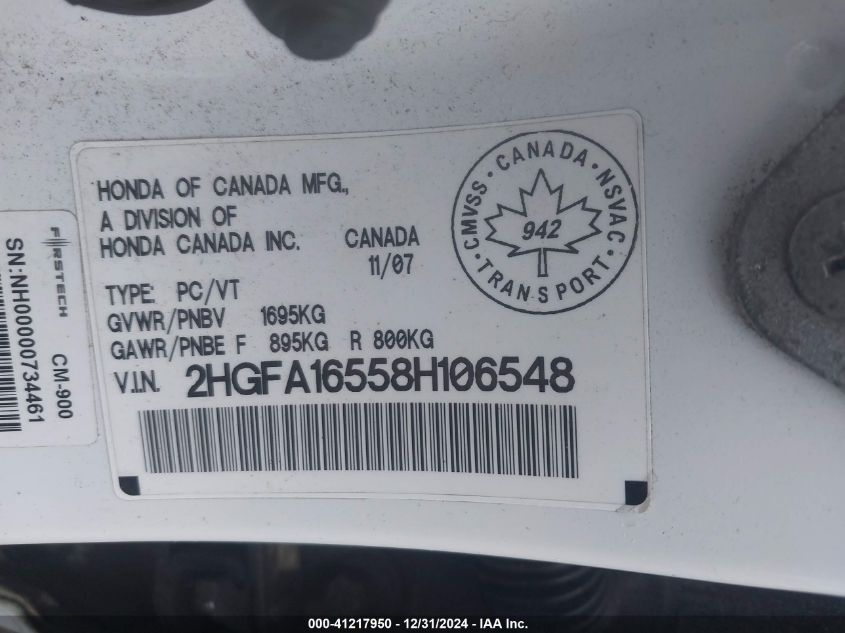 HONDA OF CANADA MFG.,
A DIVISION OF
HONDA CANADA INC. CANADA
11/07
TYPE: PC/VT
GVWR/PNBV 1695KG
GAWR/PNBE F 895KG R 800KG
V.I.N. 2HGFA16558H106548
CMVSS · CANADA · NSVAC · TRANSPORT ·
942
FIRSTECH CM-900
SN:NH00000734461
000-41217950 - 12/31/2024 - IAA Inc.